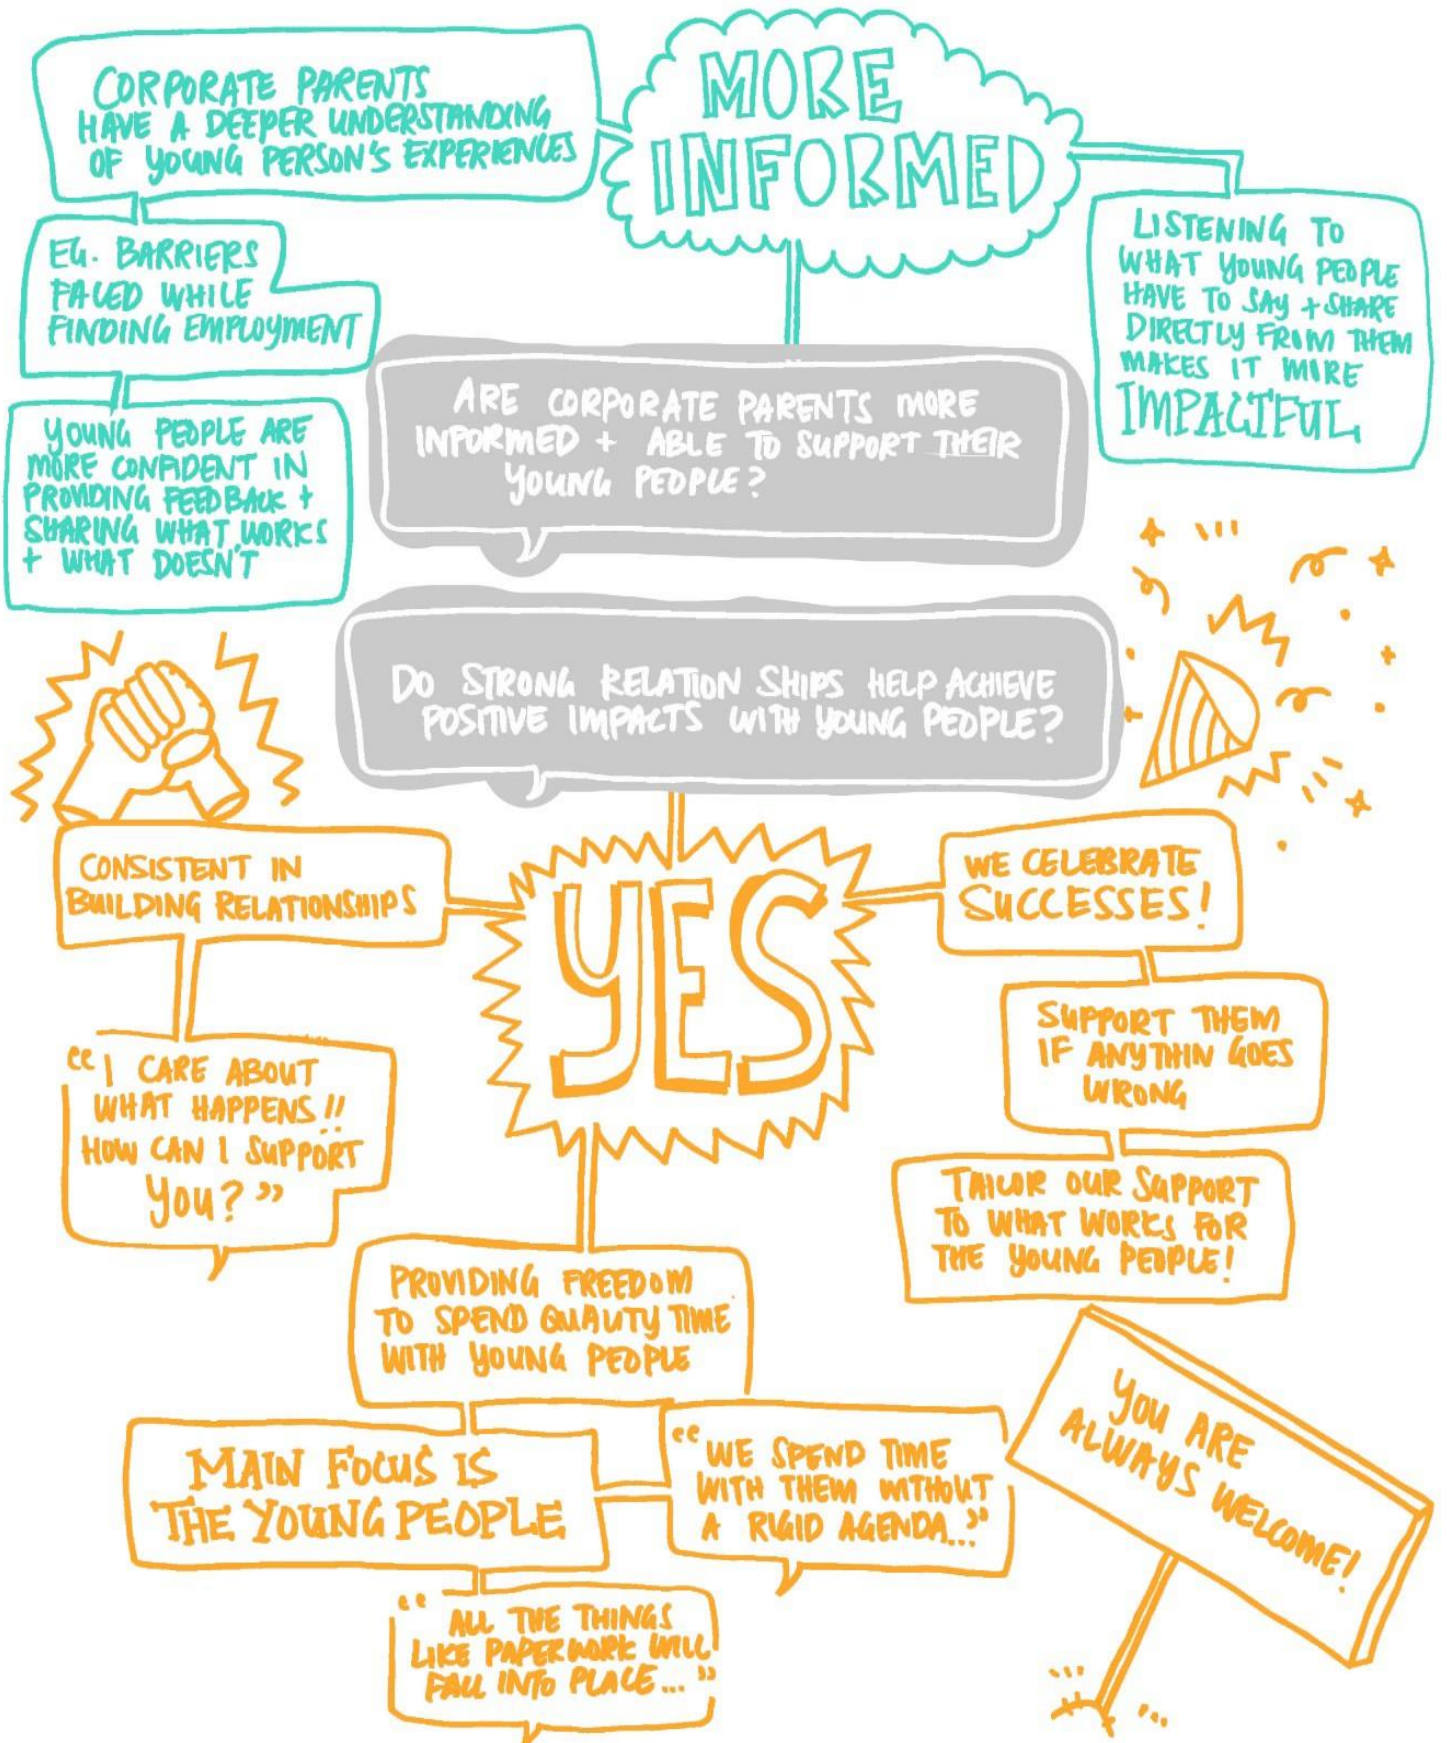 MORE
INFORMED
CORPORATE PARENTS
HAVE A DEEPER UNDERSTANDING
OF YOUNG PERSON'S EXPERIENCES
EG. BARRIERS
FACED WHILE
FINDING EMPLOYMENT
YOUNG PEOPLE ARE
MORE CONFIDENT IN
PROVIDING FEEDBACK +
SHARING WHAT WORKS
+ WHAT DOESN'T
LISTENING TO
WHAT YOUNG PEOPLE
HAVE TO SAY + SHARE
DIRECTLY FROM THEM
MAKES IT MORE
IMPACTFUL
ARE CORPORATE PARENTS MORE
INFORMED + ABLE TO SUPPORT THEIR
YOUNG PEOPLE?
DO STRONG RELATION SHIPS HELP ACHIEVE
POSITIVE IMPACTS WITH YOUNG PEOPLE?
YES
CONSISTENT IN
BUILDING RELATIONSHIPS
"I CARE ABOUT
WHAT HAPPENS!!
HOW CAN I SUPPORT
YOU?"
WE CELEBRATE
SUCCESSES!
SUPPORT THEM
IF ANYTHIN GOES
WRONG
TAILOR OUR SUPPORT
TO WHAT WORKS FOR
THE YOUNG PEOPLE!
PROVIDING FREEDOM
TO SPEND QUALITY TIME
WITH YOUNG PEOPLE
MAIN FOCUS IS
THE YOUNG PEOPLE
"WE SPEND TIME
WITH THEM WITHOUT
A RIGID AGENDA..."
"ALL THE THINGS
LIKE PAPERWORK WILL
FALL INTO PLACE..."
YOU ARE
ALWAYS WELCOME!